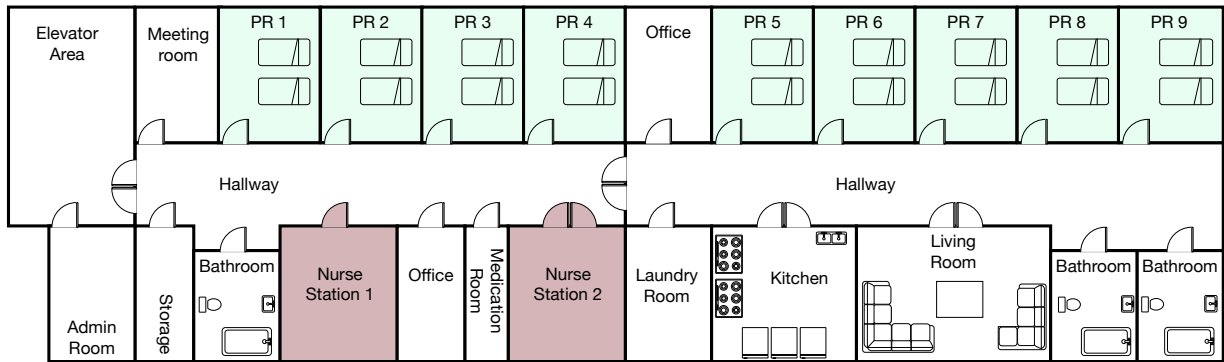 Elevator
Area
Meeting
room
PR 1
PR 2
PR 3
PR 4
Office
PR 5
PR 6
PR 7
PR 8
PR 9
Hallway
Hallway
Admin
Room
Storage
Bathroom
Nurse
Station 1
Office
Medication
Room
Nurse
Station 2
Laundry
Room
Kitchen
Living
Room
Bathroom
Bathroom